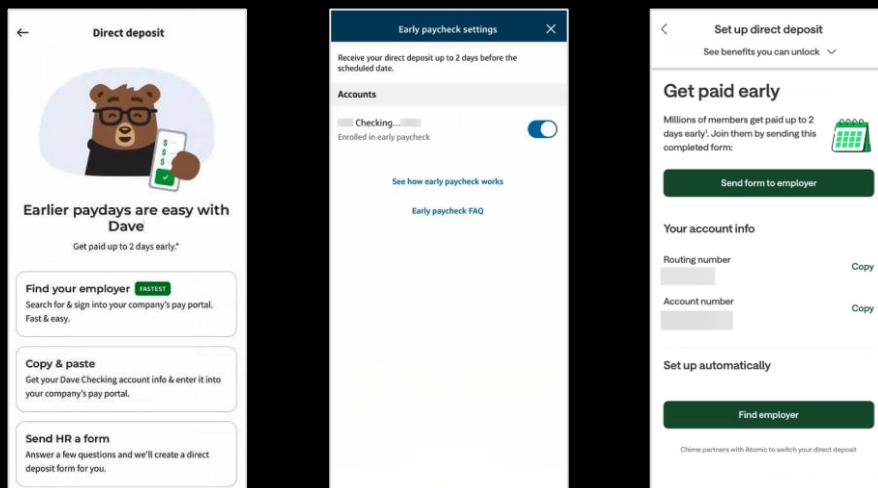 Direct deposit
$
$
$
Earlier paydays are easy with
Dave
Get paid up to 2 days early.*
Find your employer FASTEST
Search for & sign into your company's pay portal.
Fast & easy.
Copy & paste
Get your Dave Checking account info & enter it into
your company's pay portal.
Send HR a form
Answer a few questions and we'll create a direct
deposit form for you.
Early paycheck settings
Receive your direct deposit up to 2 days before the
scheduled date.
Accounts
Checking...
Enrolled in early paycheck
See how early paycheck works
Early paycheck FAQ
Set up direct deposit
See benefits you can unlock
Get paid early
Millions of members get paid up to 2
days early¹. Join them by sending this
completed form:
Send form to employer
Your account info
Routing number
Copy
Account number
Copy
Set up automatically
Find employer
Chime partners with Atomic to switch your direct deposit